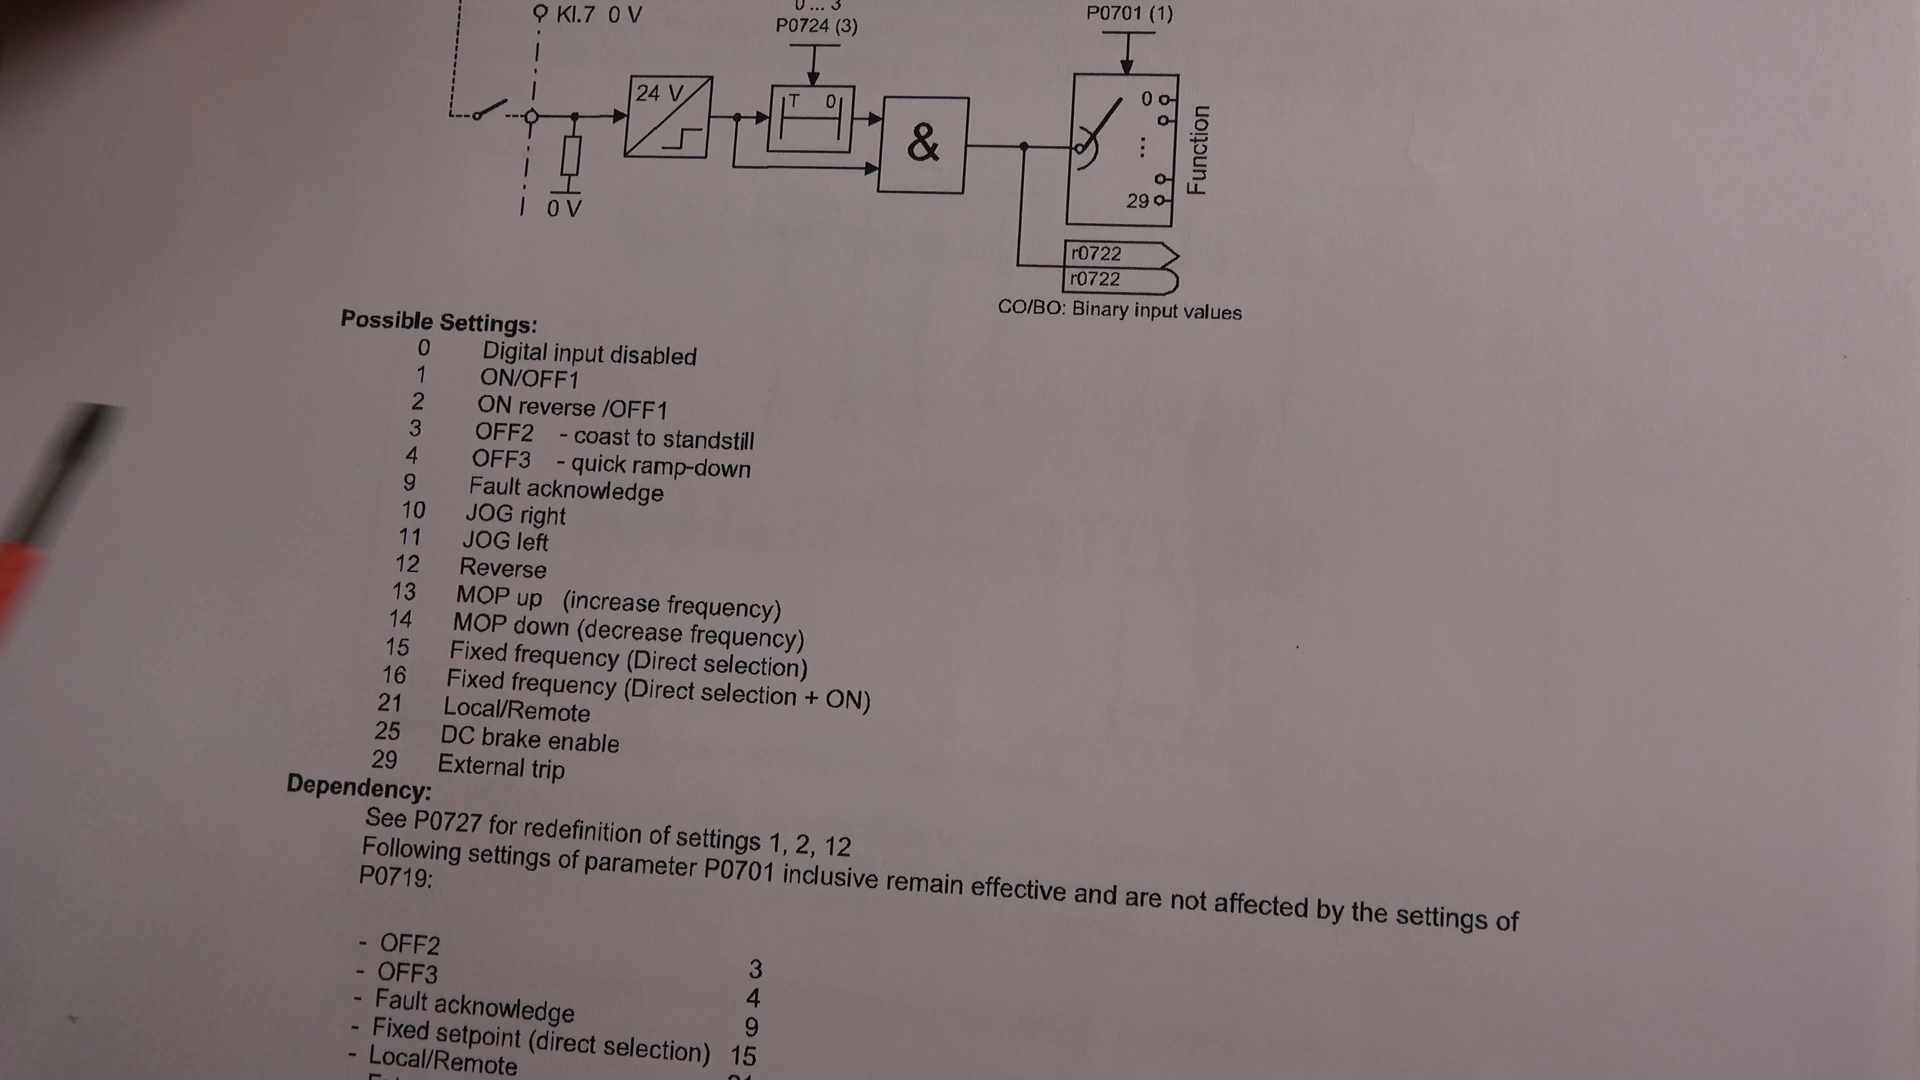 Kl.7 0 V
0 ... 3
P0724 (3)
P0701 (1)
24 V
T 0
&
0
...
29
Function
0 V
r0722
r0722
CO/BO: Binary input values
Possible Settings:
0 Digital input disabled
1 ON/OFF1
2 ON reverse /OFF1
3 OFF2 - coast to standstill
4 OFF3 - quick ramp-down
9 Fault acknowledge
10 JOG right
11 JOG left
12 Reverse
13 MOP up (increase frequency)
14 MOP down (decrease frequency)
15 Fixed frequency (Direct selection)
16 Fixed frequency (Direct selection + ON)
21 Local/Remote
25 DC brake enable
29 External trip
Dependency:
See P0727 for redefinition of settings 1, 2, 12
Following settings of parameter P0701 inclusive remain effective and are not affected by the settings of
P0719:
- OFF2 3
- OFF3 4
- Fault acknowledge 9
- Fixed setpoint (direct selection) 15
- Local/Remote